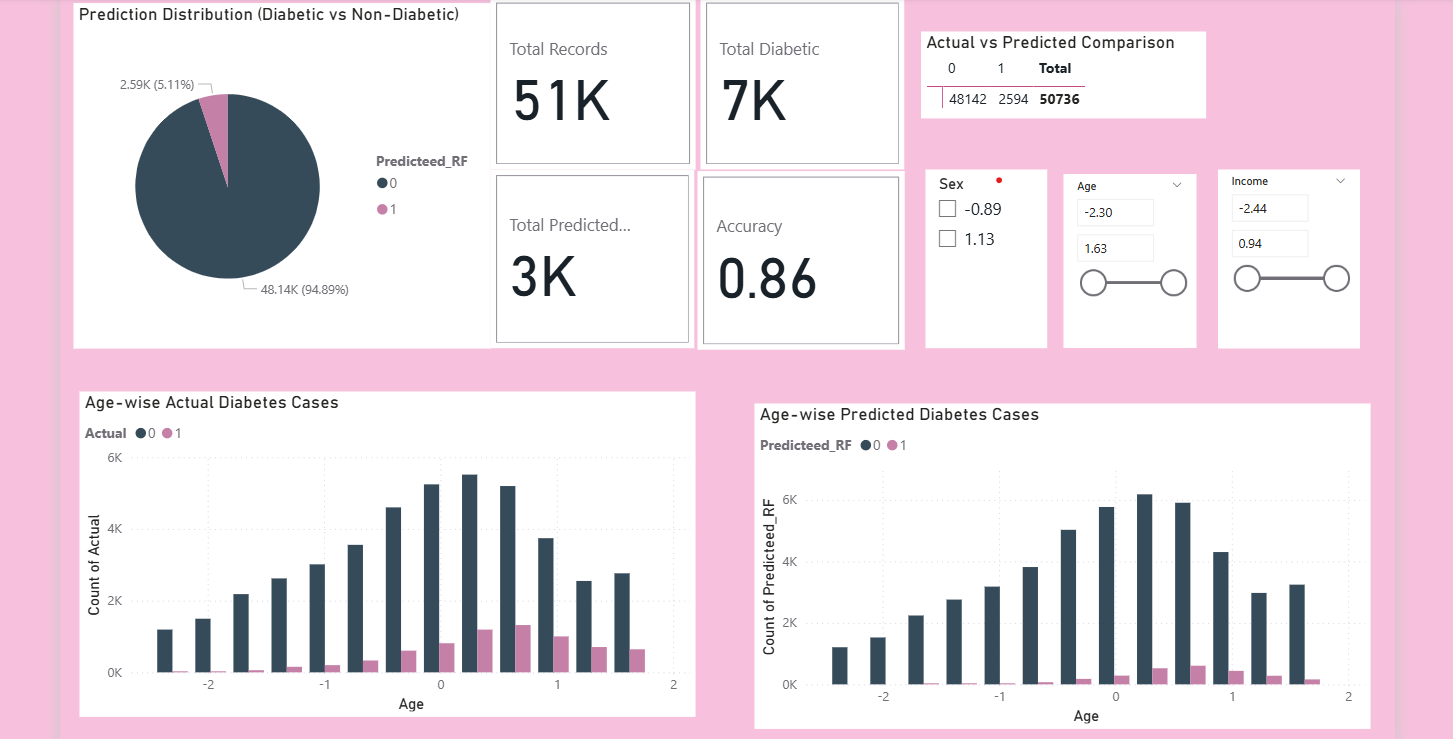 Prediction Distribution (Diabetic vs Non-Diabetic)
2.59K (5.11%)
48.14K (94.89%)
Predicteed_RF
0
1
Total Records
51K
Total Diabetic
7K
Total Predicted...
3K
Accuracy
0.86
Actual vs Predicted Comparison
0 1 Total
48142 2594 50736
Sex
-0.89
1.13
Age
-2.30
1.63
Income
-2.44
0.94
Age-wise Actual Diabetes Cases
Actual 0 1
Count of Actual
6K
4K
2K
0K
-2 -1 0 1 2
Age
Age-wise Predicted Diabetes Cases
Predicteed_RF 0 1
Count of Predicteed_RF
6K
4K
2K
0K
-2 -1 0 1 2
Age